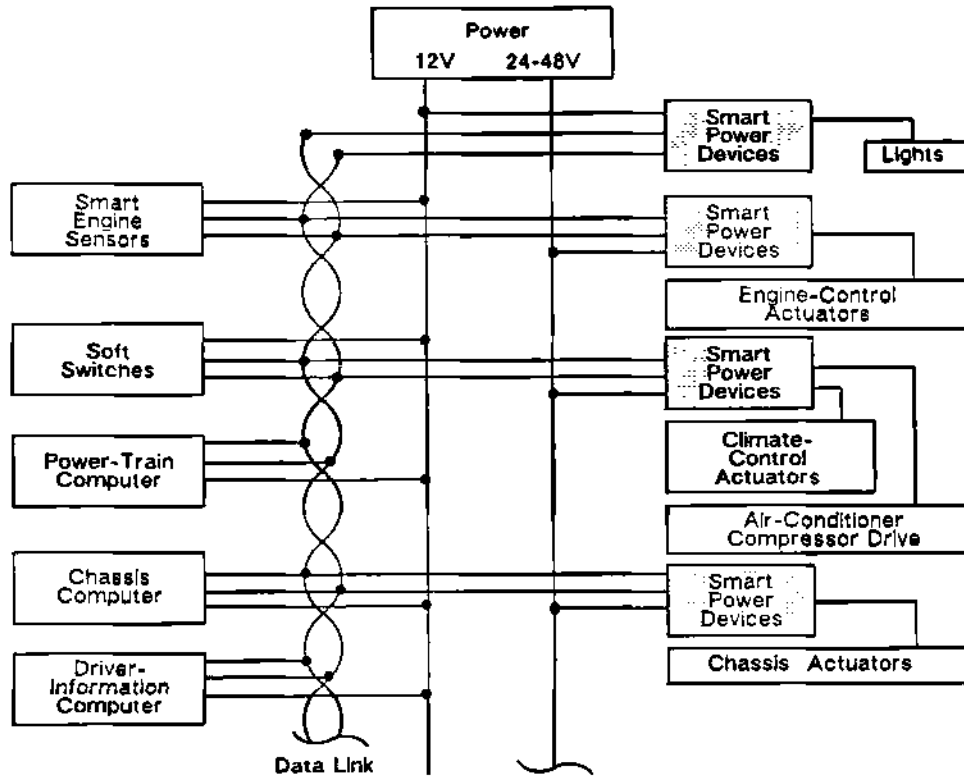 Power
12V 24-48V
Smart
Power
Devices
Lights
Smart
Engine
Sensors
Smart
Power
Devices
Engine-Control
Actuators
Soft
Switches
Smart
Power
Devices
Climate-
Control
Actuators
Power-Train
Computer
Air-Conditioner
Compressor Drive
Chassis
Computer
Smart
Power
Devices
Chassis Actuators
Driver-
Information
Computer
Data Link